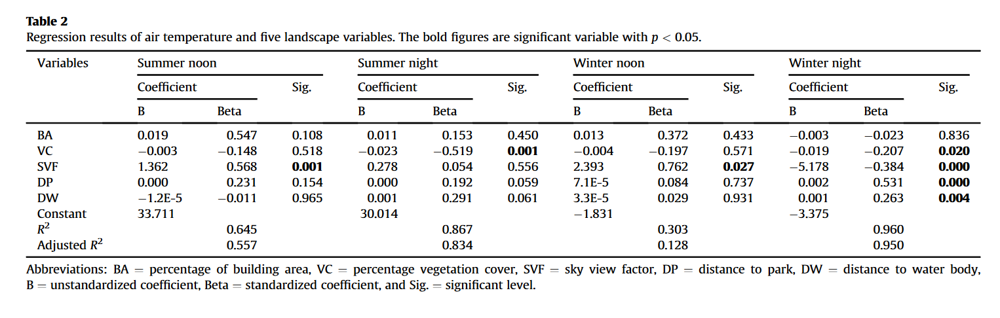 Table 2
Regression results of air temperature and five landscape variables. The bold figures are significant variable with p < 0.05.
Variables Summer noon Summer night Winter noon Winter night
Coefficient Sig. Coefficient Sig. Coefficient Sig. Coefficient Sig.
B Beta B Beta B Beta B Beta
BA 0.019 0.547 0.108 0.011 0.153 0.450 0.013 0.372 0.433 −0.003 −0.023 0.836
VC −0.003 −0.148 0.518 −0.023 −0.519 0.001 −0.004 −0.197 0.571 −0.019 −0.207 0.020
SVF 1.362 0.568 0.001 0.278 0.054 0.556 2.393 0.762 0.027 −5.178 −0.384 0.000
DP 0.000 0.231 0.154 0.000 0.192 0.059 7.1E-5 0.084 0.737 0.002 0.531 0.000
DW −1.2E-5 −0.011 0.965 0.001 0.291 0.061 3.3E-5 0.029 0.931 0.001 0.263 0.004
Constant 33.711 30.014 −1.831 −3.375
R² 0.645 0.867 0.303 0.960
Adjusted R² 0.557 0.834 0.128 0.950
Abbreviations: BA = percentage of building area, VC = percentage vegetation cover, SVF = sky view factor, DP = distance to park, DW = distance to water body,
B = unstandardized coefficient, Beta = standardized coefficient, and Sig. = significant level.